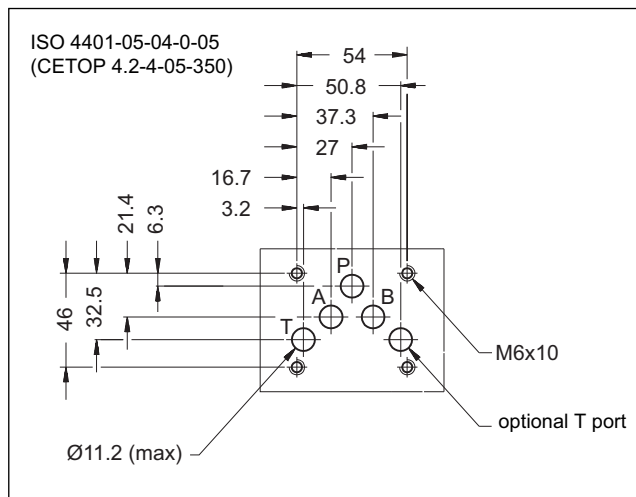 ISO 4401-05-04-0-05
(CETOP 4.2-4-05-350)
54
50.8
37.3
27
16.7
3.2
21.4
6.3
46
32.5
P
A
B
T
M6x10
optional T port
Ø11.2 (max)